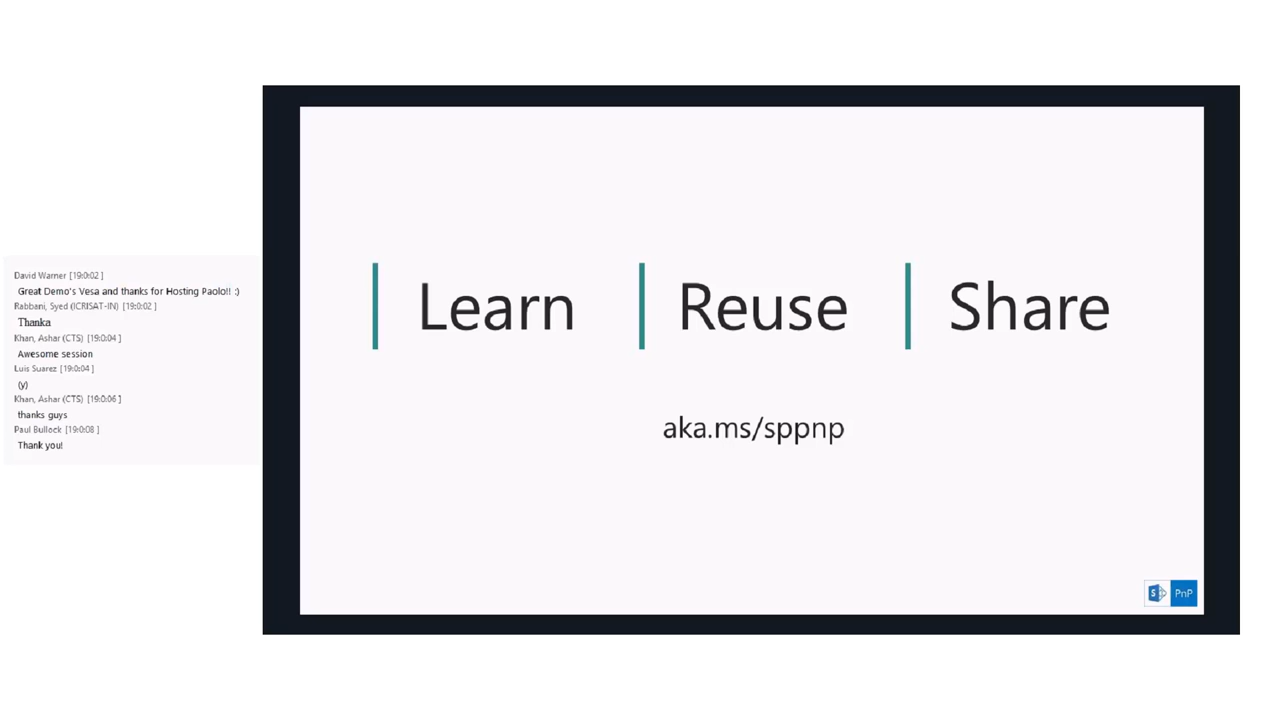 David Warner [19:0:02 ]
Great Demo's Vesa and thanks for Hosting Paolo!! :)
Rabbani, Syed (ICRISAT-IN) [19:0:02 ]
Thanka
Khan, Ashar (CTS) [19:0:04 ]
Awesome session
Luis Suarez [19:0:04 ]
(y)
Khan, Ashar (CTS) [19:0:06 ]
thanks guys
Paul Bullock [19:0:08 ]
Thank you!
Learn
Reuse
Share
aka.ms/sppnp
S PnP